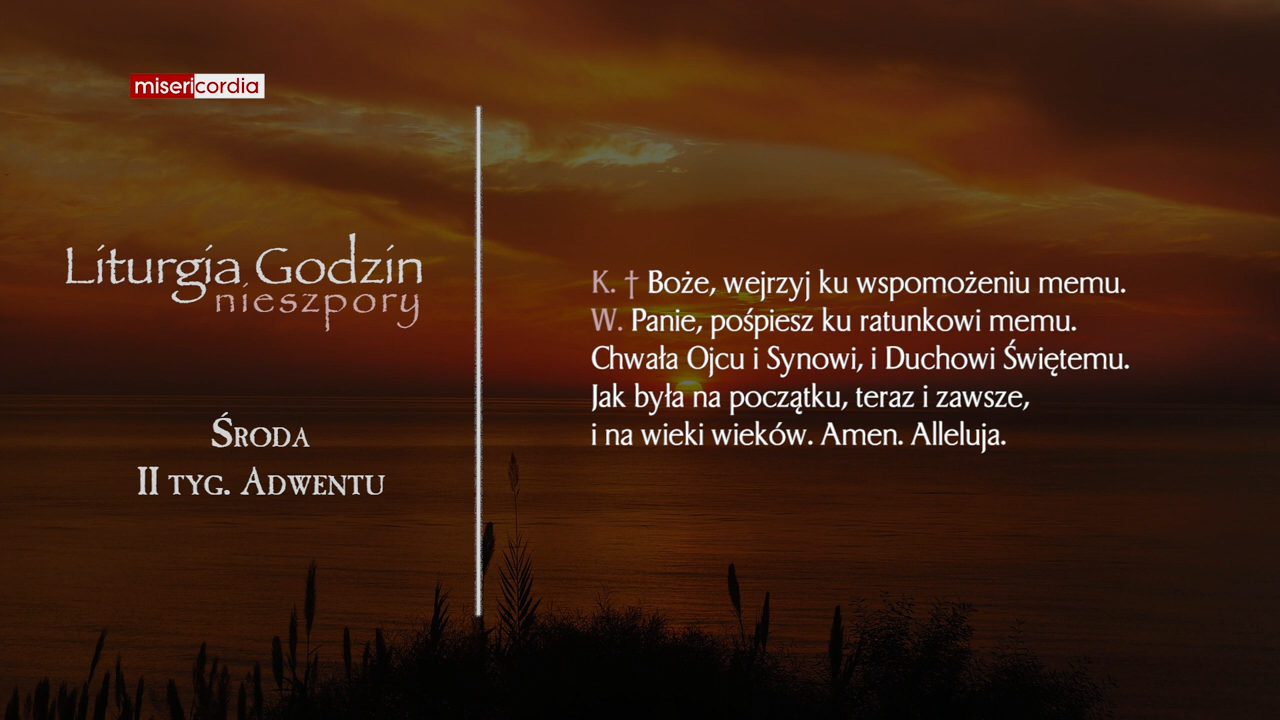 misericordia
Liturgia Godzin
nieszpory
Środa
II tyg. Adwentu
K. † Boże, wejrzyj ku wspomożeniu memu.
W. Panie, pośpiesz ku ratunkowi memu.
Chwała Ojcu i Synowi, i Duchowi Świętemu.
Jak była na początku, teraz i zawsze,
i na wieki wieków. Amen. Alleluja.